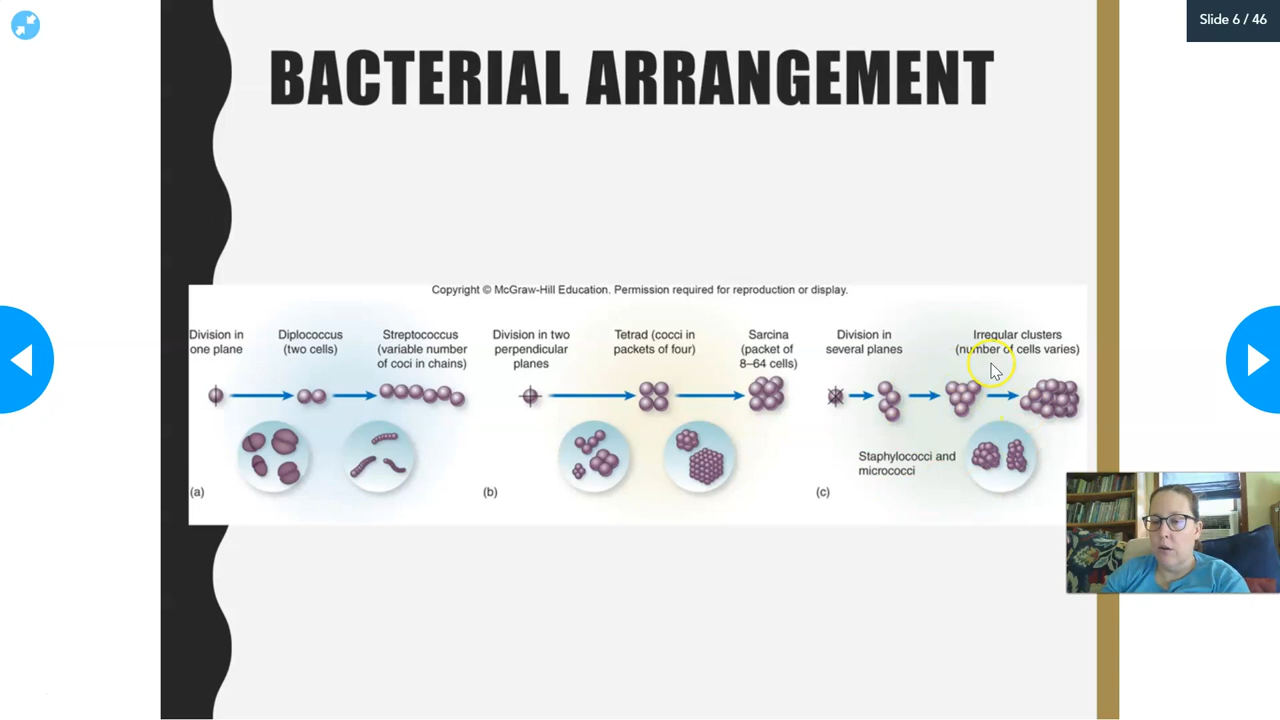 Slide 6 / 46
BACTERIAL ARRANGEMENT
Copyright © McGraw-Hill Education. Permission required for reproduction or display.
Division in
one plane
Diplococcus
(two cells)
Streptococcus
(variable number
of coci in chains)
Division in two
perpendicular
planes
Tetrad (cocci in
packets of four)
Sarcina
(packet of
8–64 cells)
Division in
several planes
Irregular clusters
(number of cells varies)
Staphylococci and
micrococci
(a)
(b)
(c)